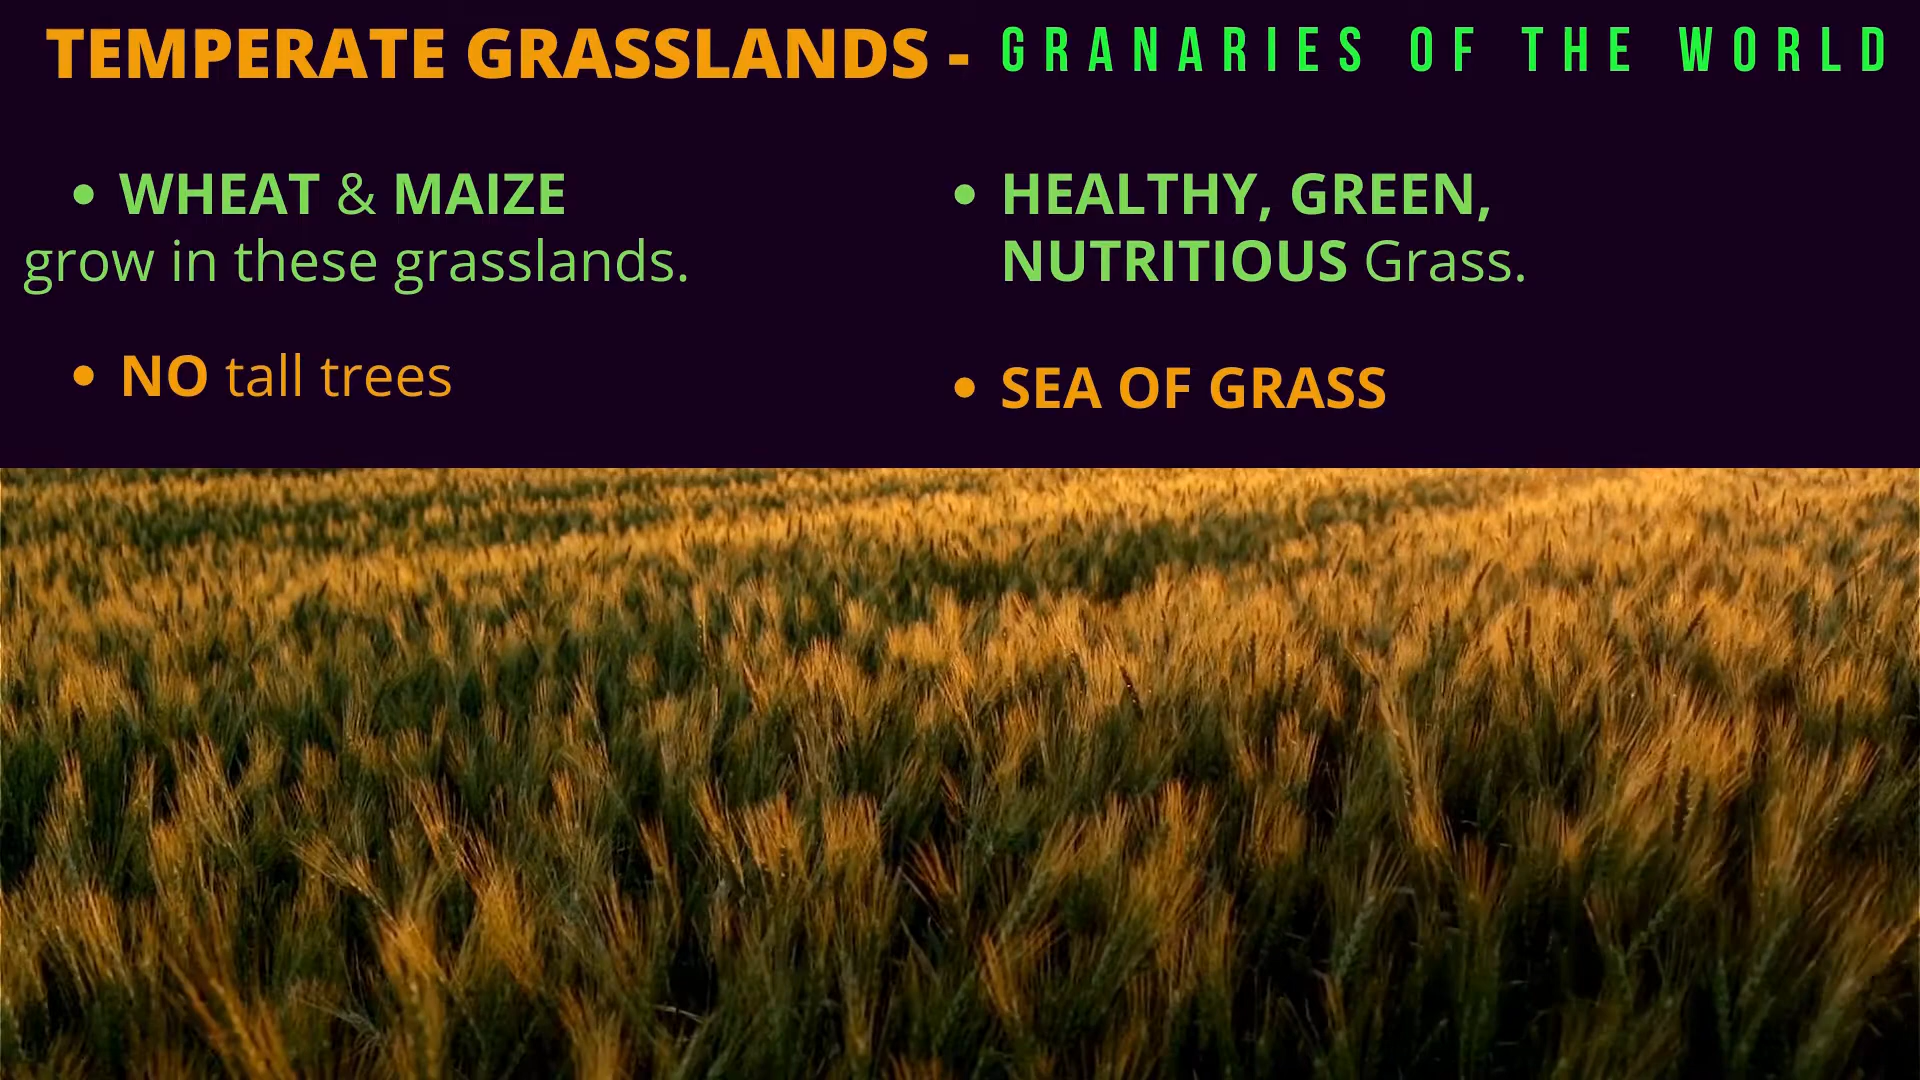 TEMPERATE GRASSLANDS - GRANARIES OF THE WORLD
• WHEAT & MAIZE
grow in these grasslands.
• NO tall trees
• HEALTHY, GREEN,
NUTRITIOUS Grass.
• SEA OF GRASS